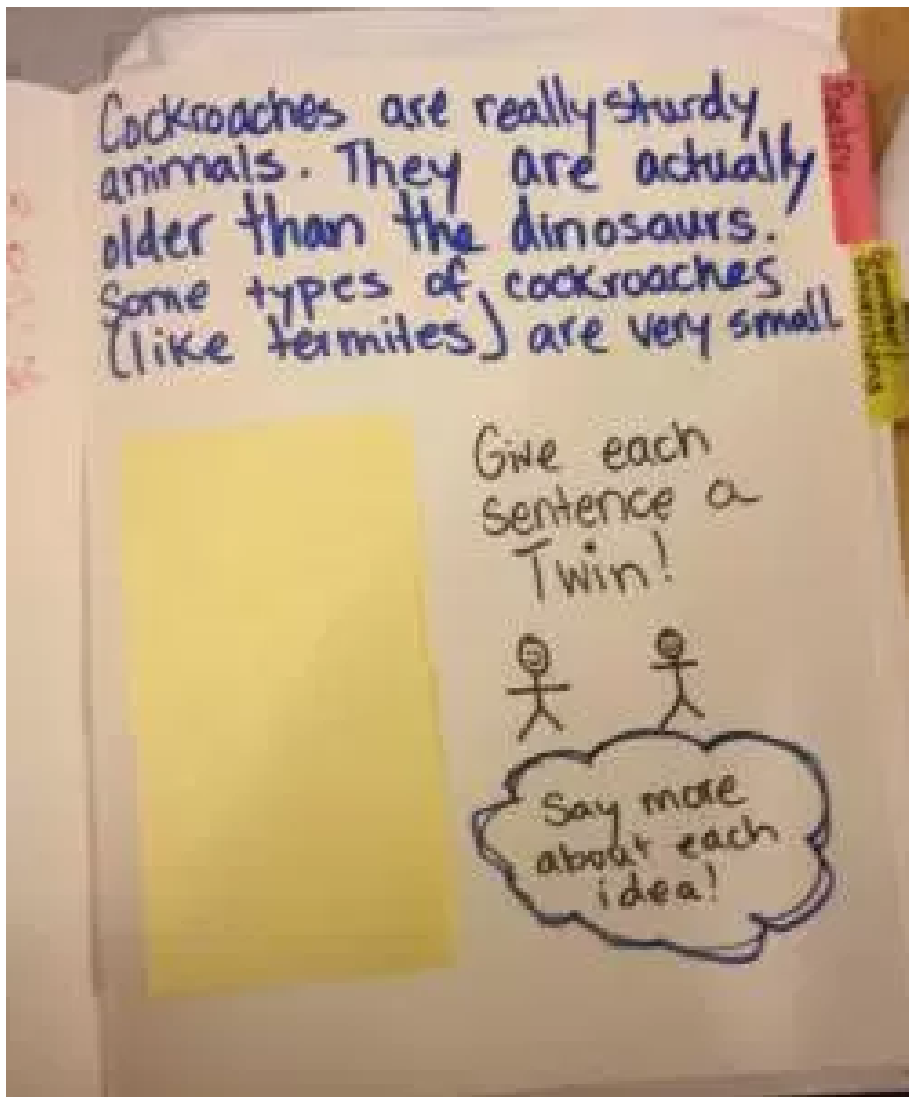 Cockroaches are really sturdy
animals. They are actually
older than the dinosaurs.
Some types of cockroaches
(like termites) are very small
Give each
sentence a
Twin!
Say more
about each
idea!
Poetry